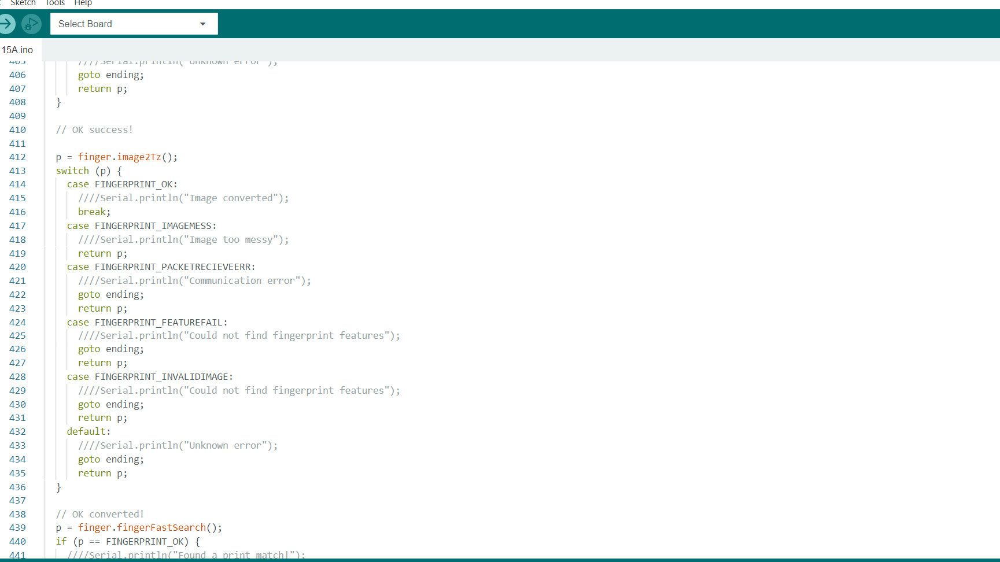 Sketch Tools Help
Select Board
15A.ino
405 ////Serial.println("Unknown error");
406 goto ending;
407 return p;
408 }
409
410 // OK success!
411
412 p = finger.image2Tz();
413 switch (p) {
414 case FINGERPRINT_OK:
415 ////Serial.println("Image converted");
416 break;
417 case FINGERPRINT_IMAGEMESS:
418 ////Serial.println("Image too messy");
419 return p;
420 case FINGERPRINT_PACKETRECIEVEERR:
421 ////Serial.println("Communication error");
422 goto ending;
423 return p;
424 case FINGERPRINT_FEATUREFAIL:
425 ////Serial.println("Could not find fingerprint features");
426 goto ending;
427 return p;
428 case FINGERPRINT_INVALIDIMAGE:
429 ////Serial.println("Could not find fingerprint features");
430 goto ending;
431 return p;
432 default:
433 ////Serial.println("Unknown error");
434 goto ending;
435 return p;
436 }
437
438 // OK converted!
439 p = finger.fingerFastSearch();
440 if (p == FINGERPRINT_OK) {
441 ////Serial.println("Found a print match!");